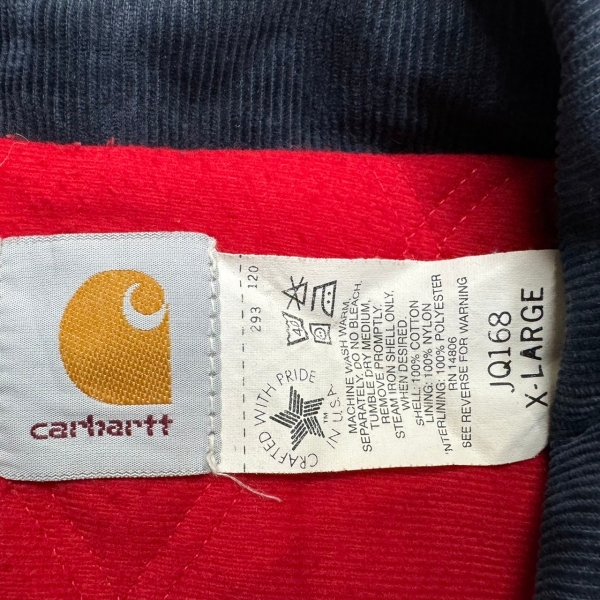 carhartt
293 120
40
CRAFTED WITH PRIDE
IN U.S.A.
TM
MACHINE WASH WARM,
SEPARATELY. DO NO BLEACH.
TUMBLE DRY MEDIUM,
REMOVE PROMPTLY.
STEAM IRON SHELL ONLY,
WHEN DESIRED.
SHELL: 100% COTTON
LINING: 100% NYLON
INTERLINING: 100% POLYESTER
RN 14806
SEE REVERSE FOR WARNING
JQ168
X-LARGE